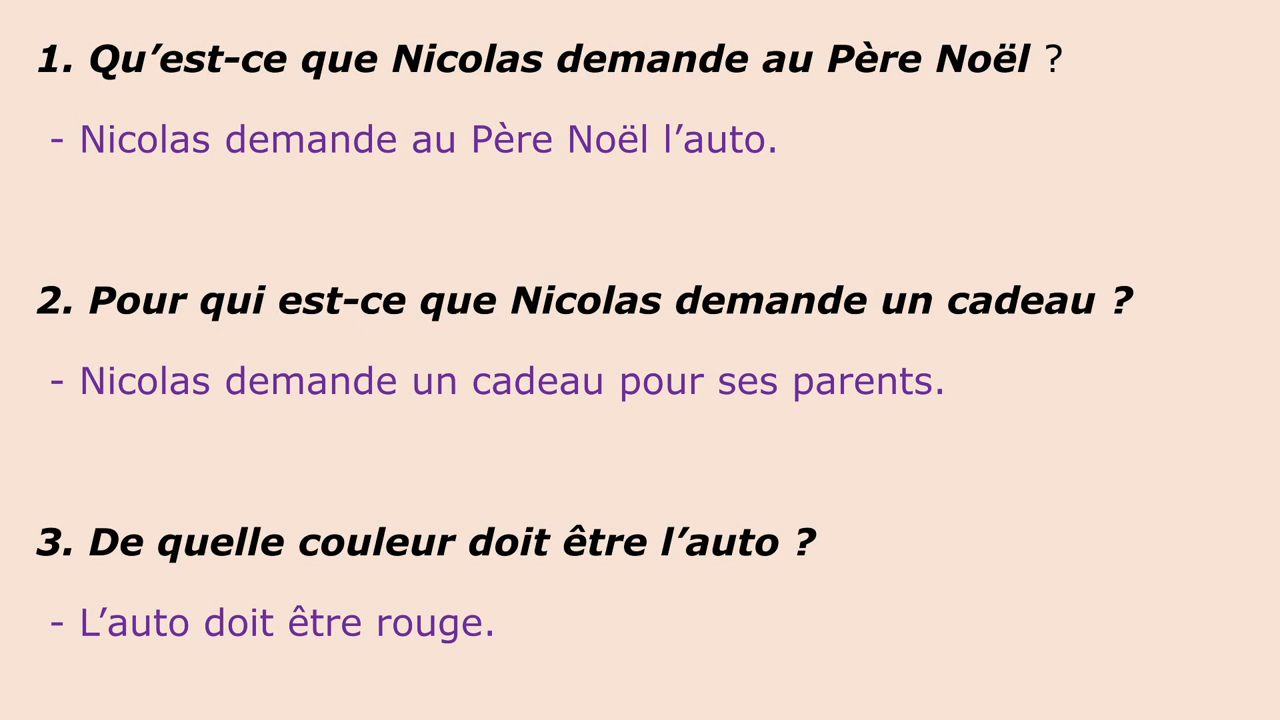 1. Qu’est-ce que Nicolas demande au Père Noël ?
- Nicolas demande au Père Noël l’auto.
2. Pour qui est-ce que Nicolas demande un cadeau ?
- Nicolas demande un cadeau pour ses parents.
3. De quelle couleur doit être l’auto ?
- L’auto doit être rouge.